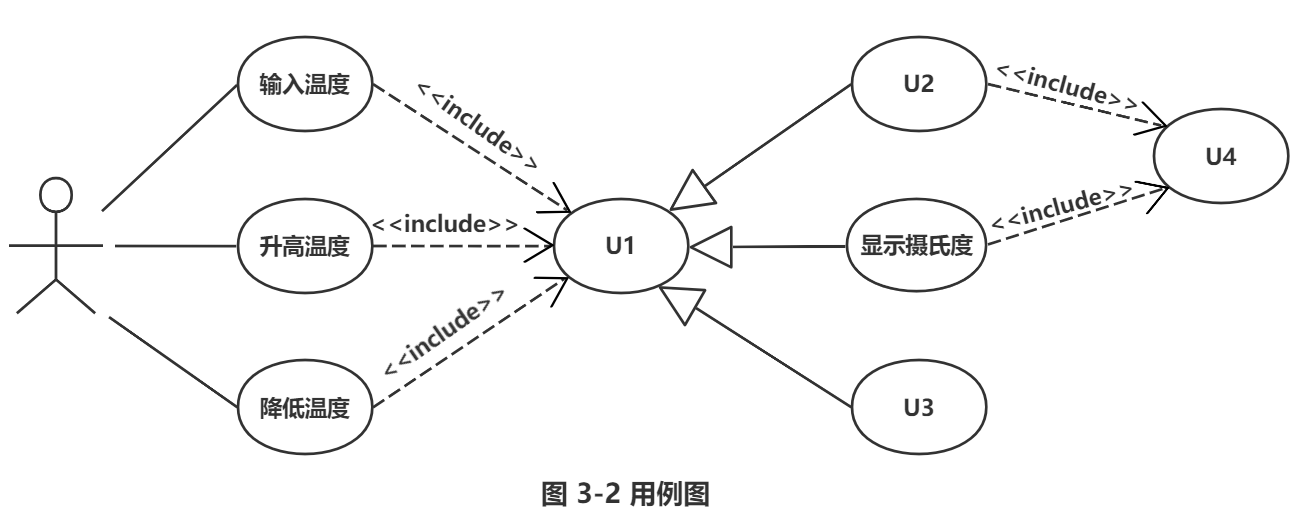 输入温度
<<include>>
U2
<<include>>
U4
升高温度
<<include>>
U1
显示摄氏度
<<include>>
降低温度
<<include>>
U3
图 3-2 用例图